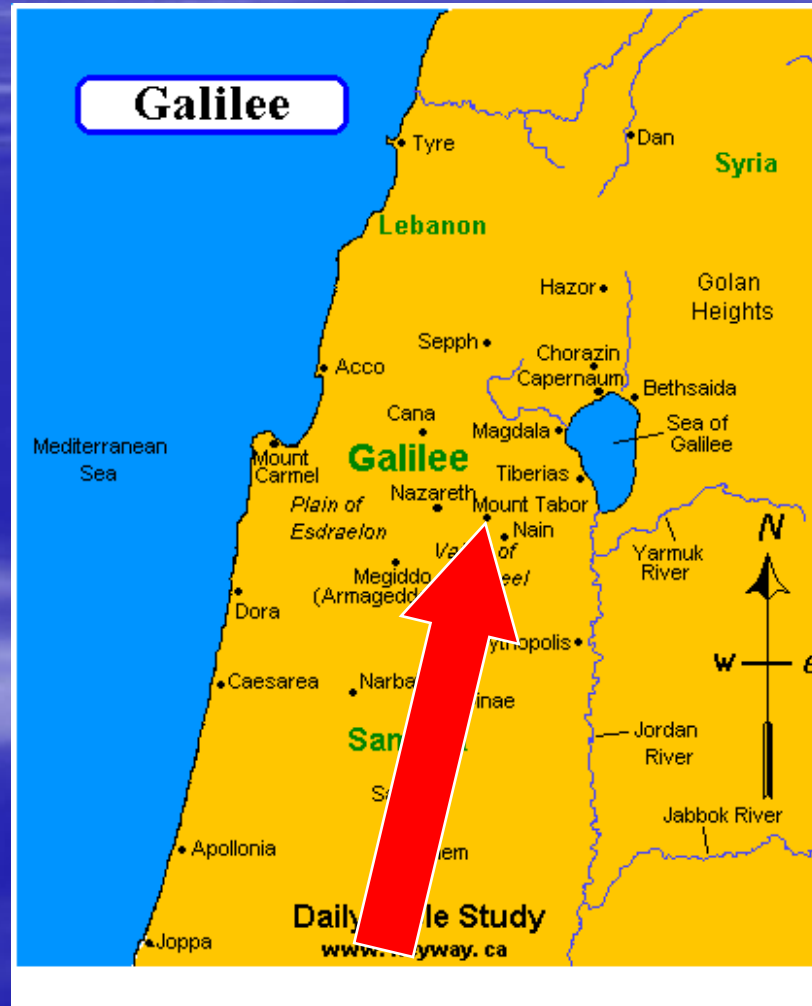 Galilee
Tyre
Dan
Syria
Lebanon
Hazor
Golan
Heights
Sepph
Chorazin
Acco
Capernaum
Bethsaida
Cana
Magdala
Sea of
Galilee
Mediterranean
Sea
Mount
Carmel
Galilee
Tiberias
Nazareth
Mount Tabor
Plain of
Esdraelon
Nain
of
N
Yarmuk
River
Megiddo
Dora
W
Caesarea
Jordan
River
Jabbok River
Apollonia
Daily
Study
Joppa